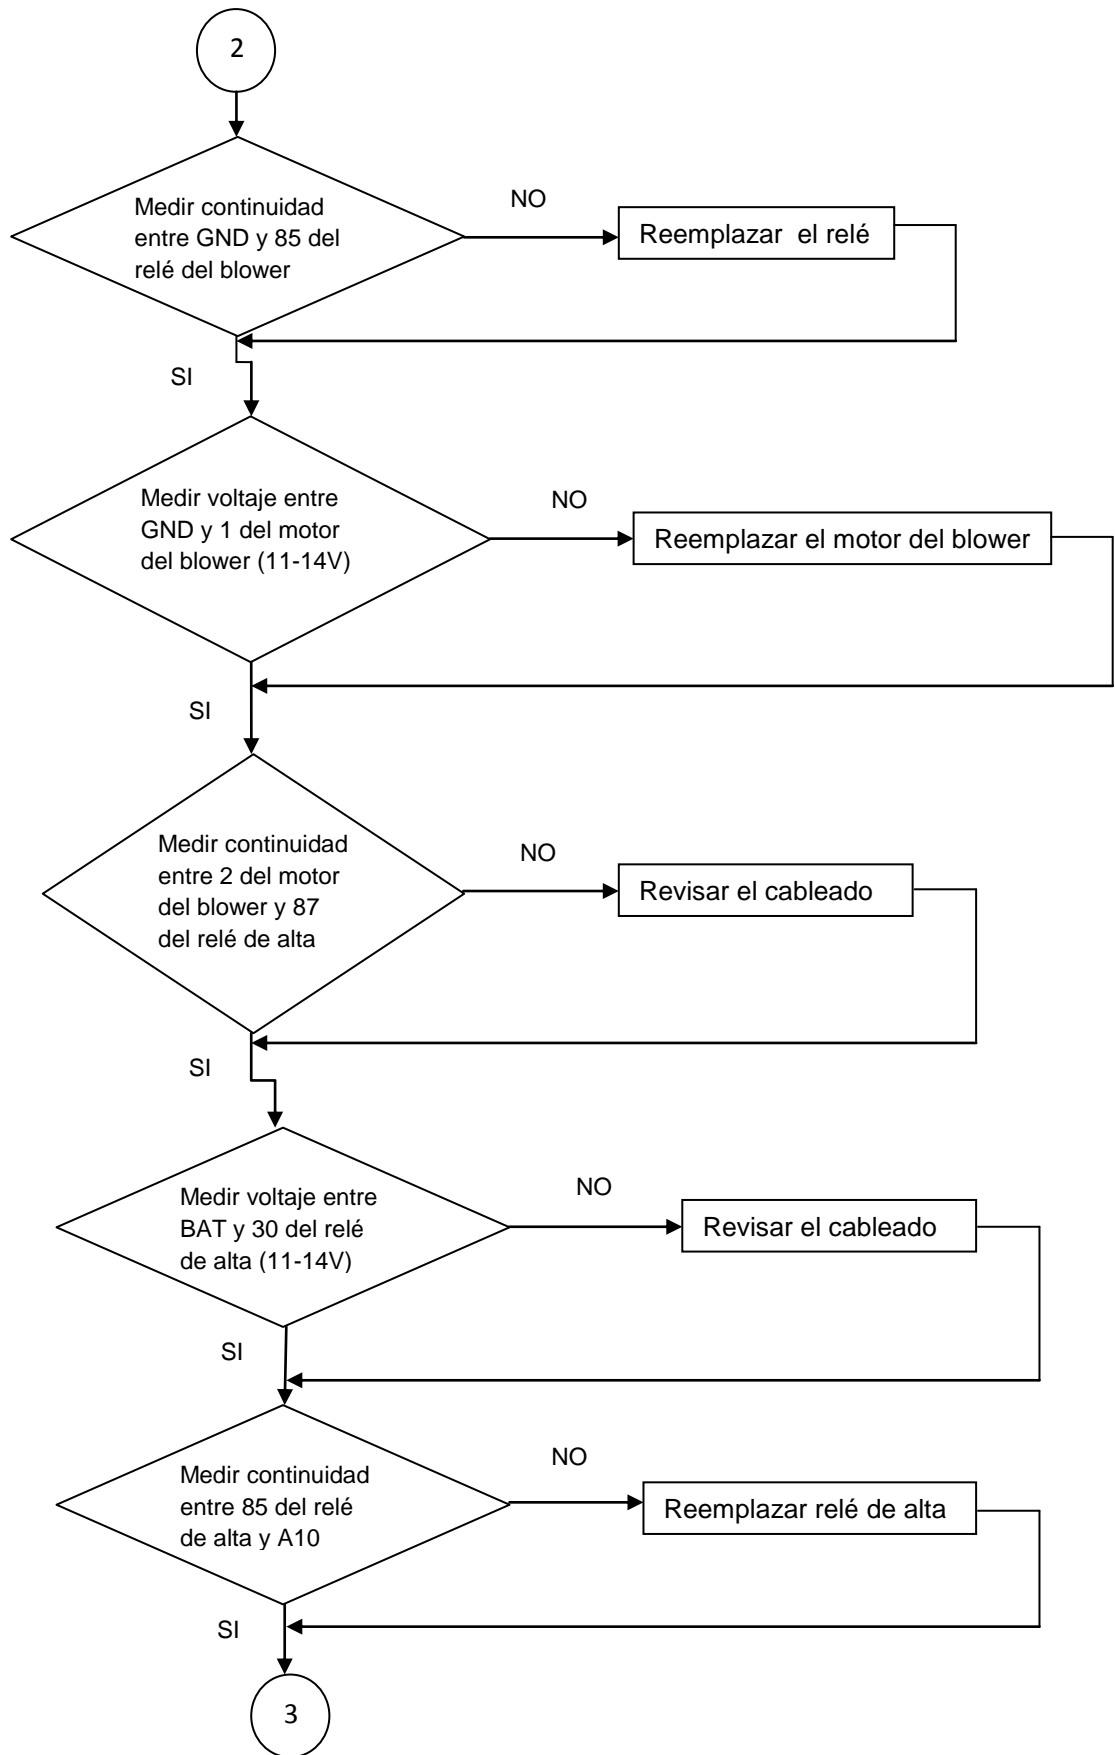 2
Medir continuidad
entre GND y 85 del
relé del blower
NO
Reemplazar el relé
SI
Medir voltaje entre
GND y 1 del motor
del blower (11-14V)
NO
Reemplazar el motor del blower
SI
Medir continuidad
entre 2 del motor
del blower y 87
del relé de alta
NO
Revisar el cableado
SI
Medir voltaje entre
BAT y 30 del relé
de alta (11-14V)
NO
Revisar el cableado
SI
Medir continuidad
entre 85 del relé
de alta y A10
NO
Reemplazar relé de alta
SI
3